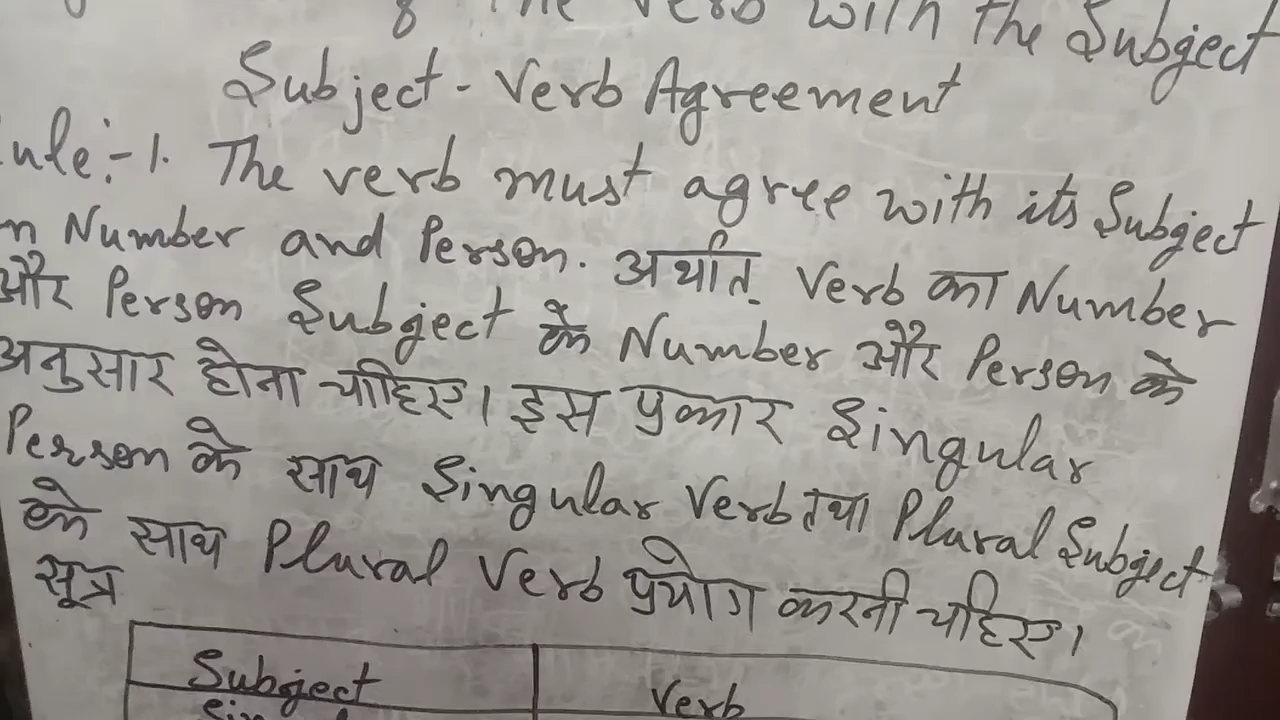 The Verb with the Subject
Subject-Verb Agreement
ule:-1. The verb must agree with its Subject
n Number and Person. अर्थात् Verb का Number
और Person Subject के Number और Person के
अनुसार होना चाहिए। इस प्रकार Singular
Person के साथ Singular Verb तथा Plural Subject
के साथ Plural Verb प्रयोग करनी चहिए।
सूत्र
Subject Verb